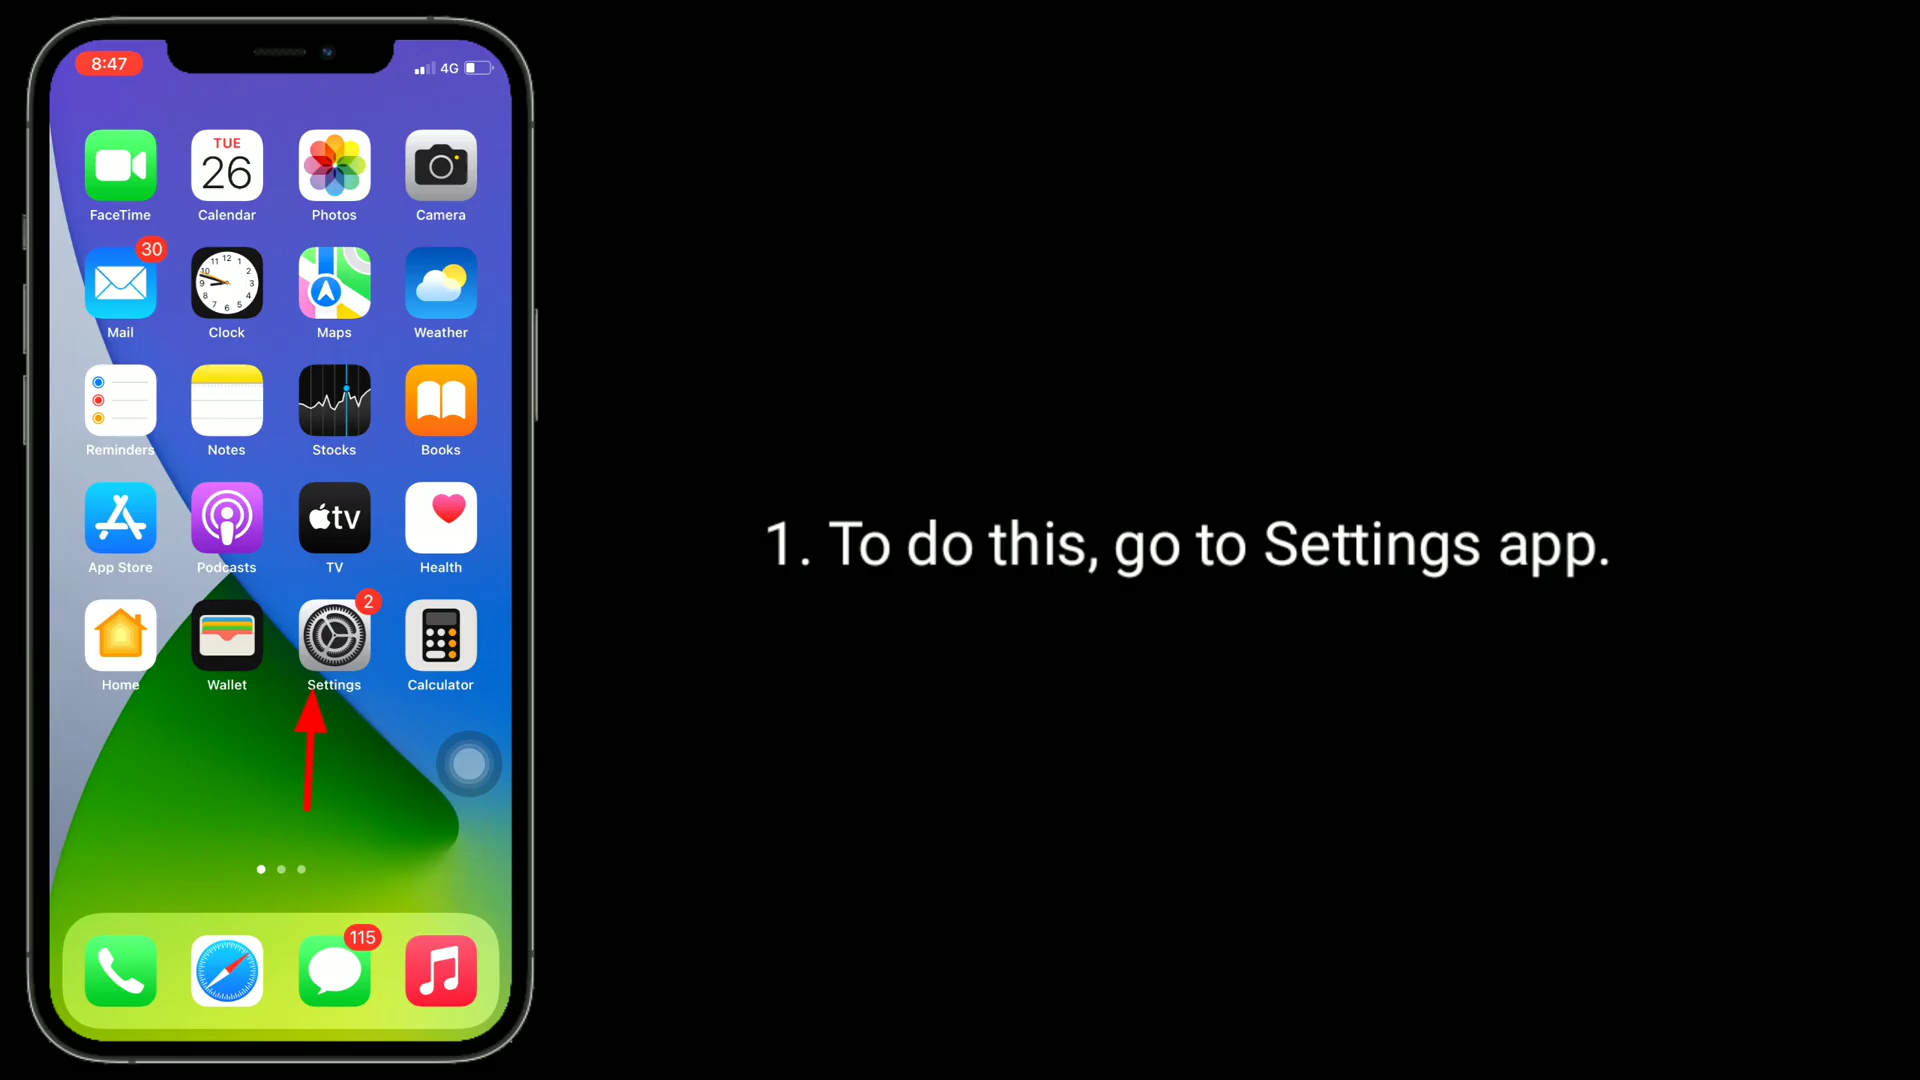 8:47
4G
TUE
26
FaceTime
Calendar
Photos
Camera
30
Mail
Clock
Maps
Weather
Reminders
Notes
Stocks
Books
tv
App Store
Podcasts
TV
Health
2
Home
Wallet
Settings
Calculator
115
1. To do this, go to Settings app.